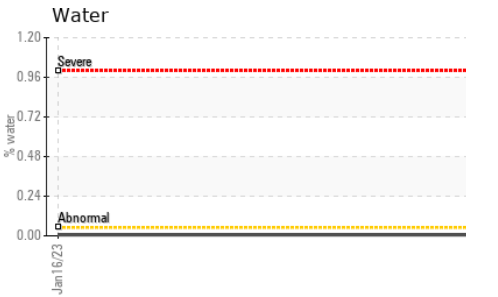 Water
1.20
Severe
0.96
0.72
% water
0.48
0.24
Abnormal
0.00
Jan16/23